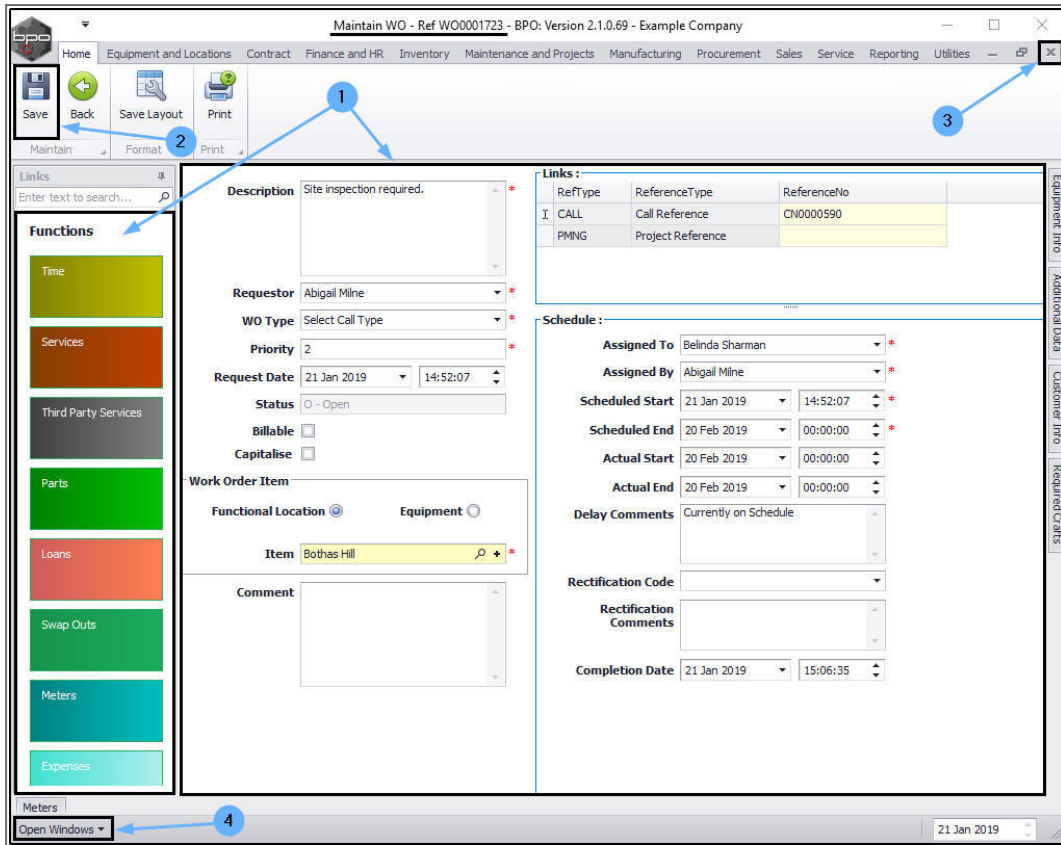 bpo
Maintain WO - Ref WO0001723 - BPO: Version 2.1.0.69 - Example Company
Home Equipment and Locations Contract Finance and HR Inventory Maintenance and Projects Manufacturing Procurement Sales Service Reporting Utilities
Save Back Save Layout Print
Maintain Format Print
1
2
3
Links
Enter text to search...
Functions
Time
Services
Third Party Services
Parts
Loans
Swap Outs
Meters
Expenses
Description Site inspection required. *
Requestor Abigail Milne *
WO Type Select Call Type *
Priority 2 *
Request Date 21 Jan 2019 14:52:07
Status O - Open
Billable
Capitalise
Work Order Item
Functional Location Equipment
Item Bothas Hill *
Comment
Links :
RefType ReferenceType ReferenceNo
CALL Call Reference CN0000590
PMNG Project Reference
Schedule :
Assigned To Belinda Sharman *
Assigned By Abigail Milne *
Scheduled Start 21 Jan 2019 14:52:07 *
Scheduled End 20 Feb 2019 00:00:00 *
Actual Start 20 Feb 2019 00:00:00
Actual End 20 Feb 2019 00:00:00
Delay Comments Currently on Schedule
Rectification Code
Rectification
Comments
Completion Date 21 Jan 2019 15:06:35
Equipment Info
Additional Data
Customer Info
Required Crafts
Meters
Open Windows
4
21 Jan 2019